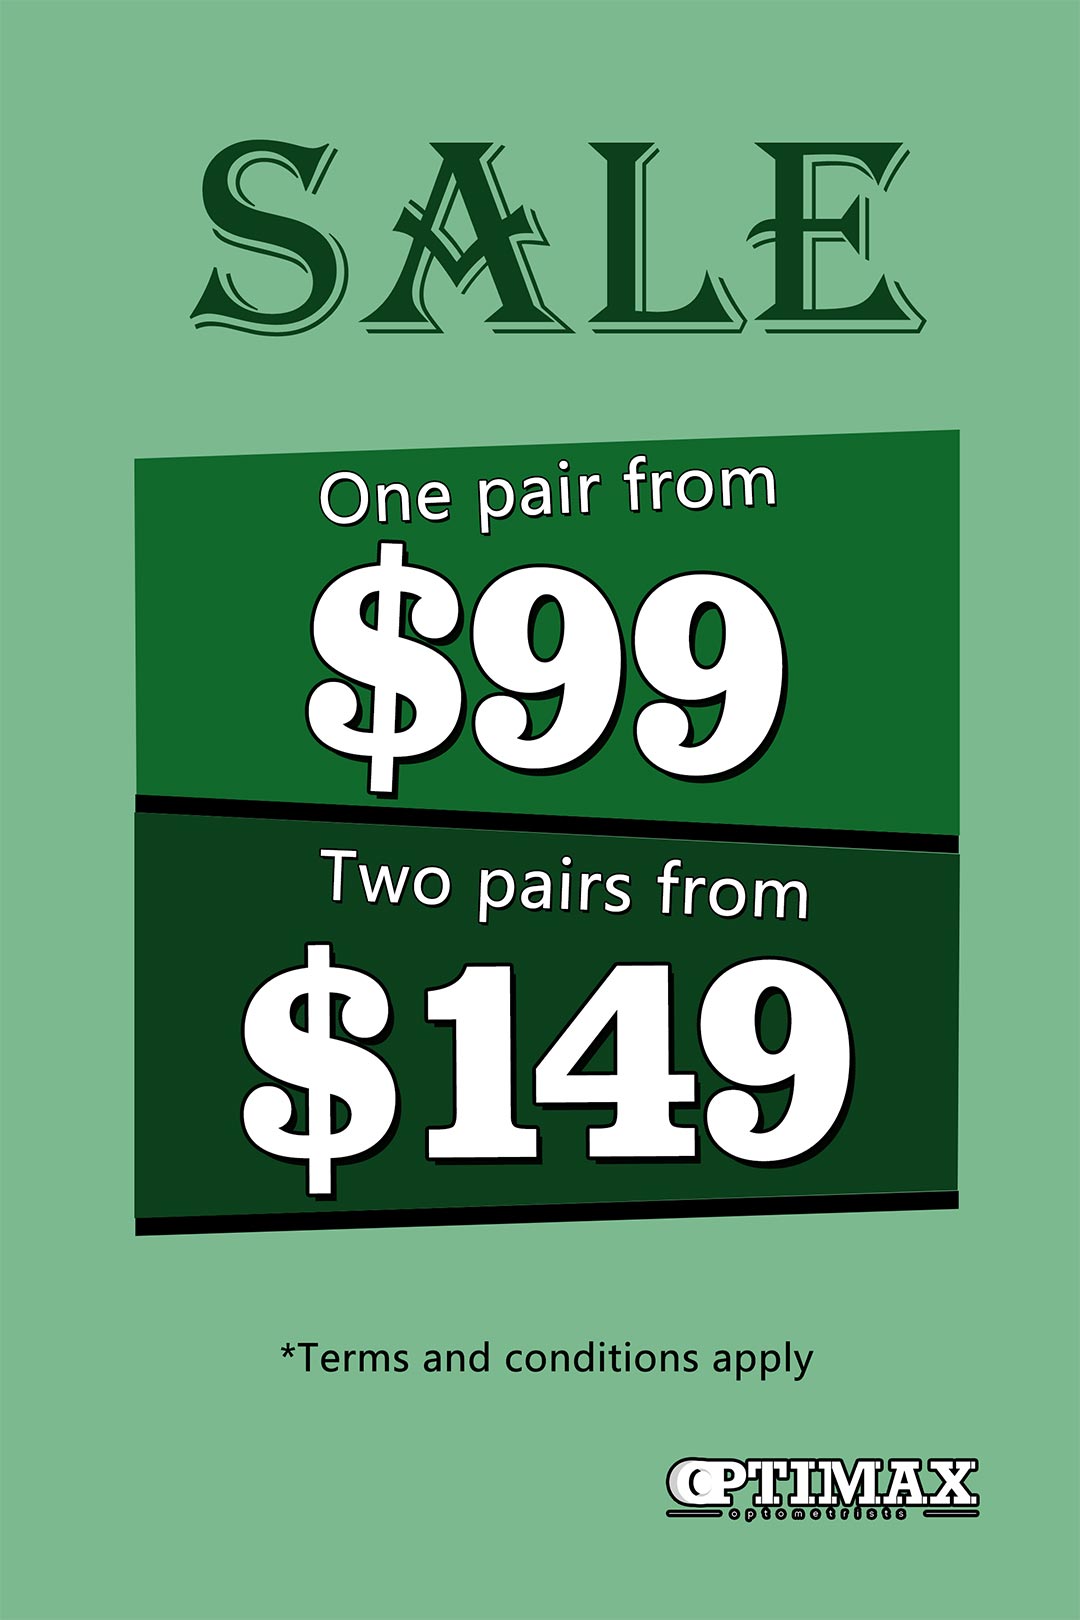 SALE
One pair from
$99
Two pairs from
$149
*Terms and conditions apply
OPTIMAX
optometrists